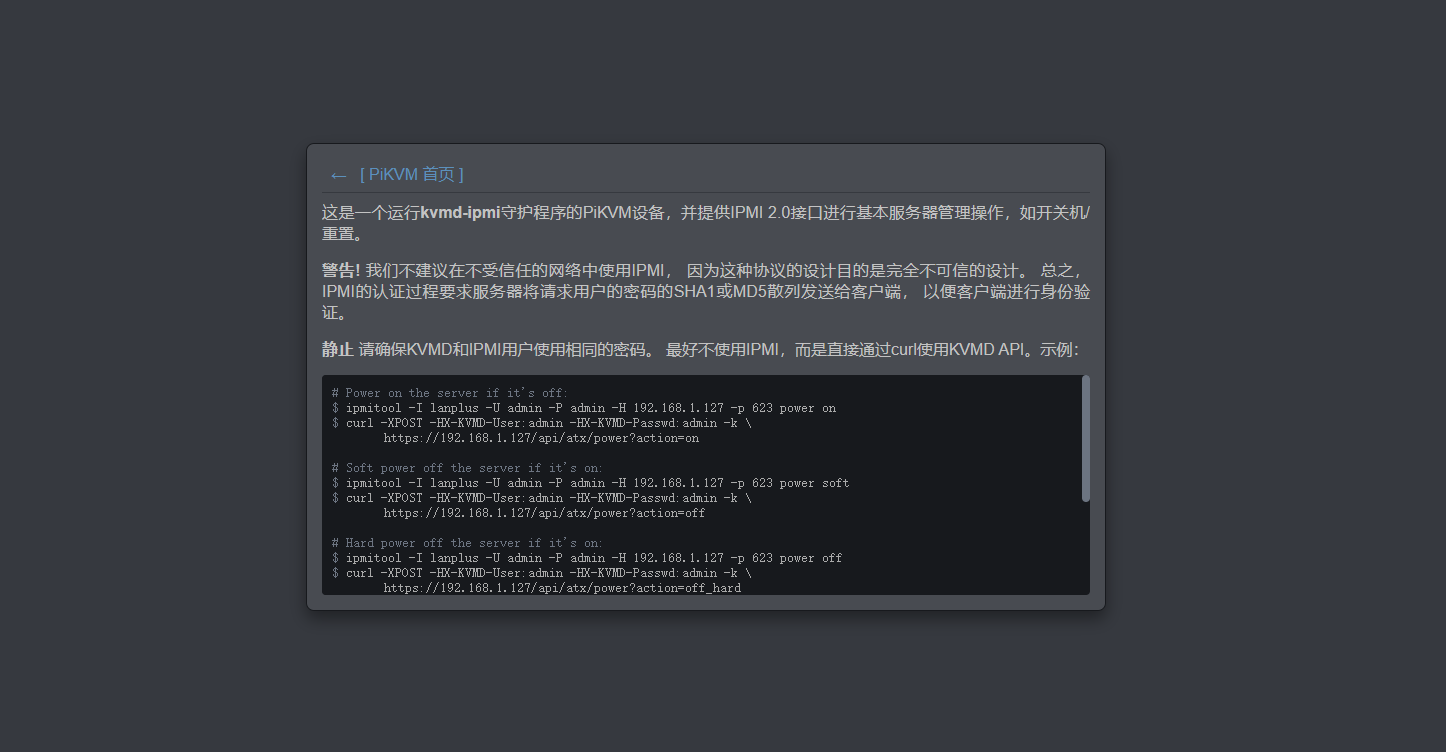 ← [ PiKVM 首页 ]
这是一个运行kvmd-ipmi守护程序的PiKVM设备，并提供IPMI 2.0接口进行基本服务器管理操作，如开关机/
重置。
警告! 我们不建议在不受信任的网络中使用IPMI， 因为这种协议的设计目的是完全不可信的设计。 总之，
IPMI的认证过程要求服务器将请求用户的密码的SHA1或MD5散列发送给客户端， 以便客户端进行身份验
证。
静止 请确保KVMD和IPMI用户使用相同的密码。 最好不使用IPMI，而是直接通过curl使用KVMD API。示例：
# Power on the server if it's off:
$ ipmitool -I lanplus -U admin -P admin -H 192.168.1.127 -p 623 power on
$ curl -XPOST -HX-KVMD-User:admin -HX-KVMD-Passwd:admin -k \
https://192.168.1.127/api/atx/power?action=on
# Soft power off the server if it's on:
$ ipmitool -I lanplus -U admin -P admin -H 192.168.1.127 -p 623 power soft
$ curl -XPOST -HX-KVMD-User:admin -HX-KVMD-Passwd:admin -k \
https://192.168.1.127/api/atx/power?action=off
# Hard power off the server if it's on:
$ ipmitool -I lanplus -U admin -P admin -H 192.168.1.127 -p 623 power off
$ curl -XPOST -HX-KVMD-User:admin -HX-KVMD-Passwd:admin -k \
https://192.168.1.127/api/atx/power?action=off_hard